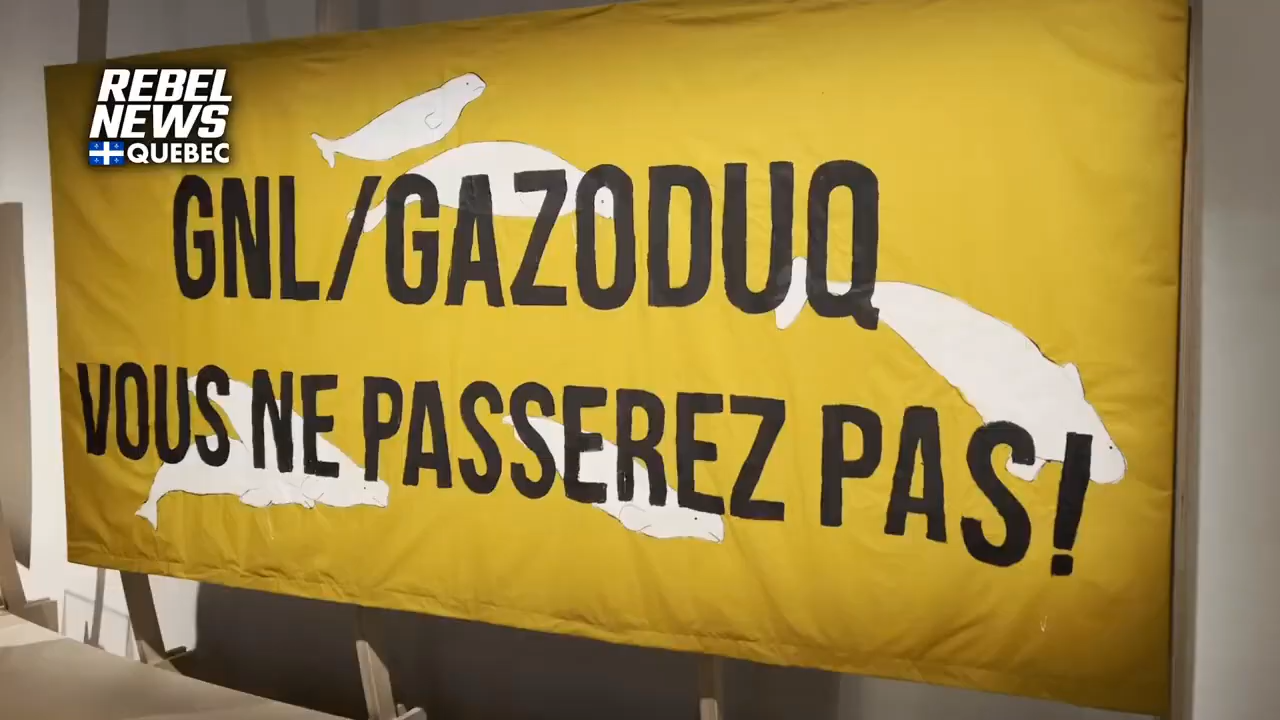 REBEL
NEWS
QUEBEC
GNL/GAZODUQ
VOUS NE PASSEREZ PAS!